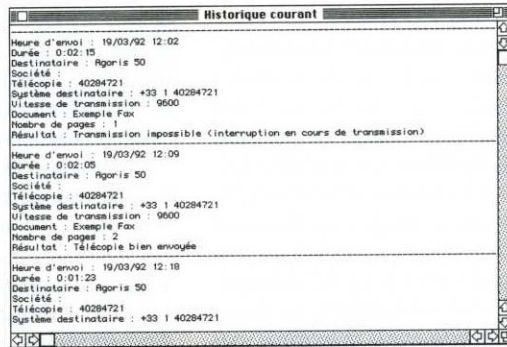 Historique courant
Heure d'envoi : 19/03/92 12:02
Durée : 0:02:15
Destinataire : Agoris 50
Société :
Télécopie : 40284721
Système destinataire : +33 1 40284721
Vitesse de transmission : 9600
Document : Exemple Fax
Nombre de pages : 1
Résultat : Transmission impossible (interruption en cours de transmission)
Heure d'envoi : 19/03/92 12:09
Durée : 0:02:05
Destinataire : Agoris 50
Société :
Télécopie : 40284721
Système destinataire : +33 1 40284721
Vitesse de transmission : 9600
Document : Exemple Fax
Nombre de pages : 2
Résultat : Télécopie bien envoyée
Heure d'envoi : 19/03/92 12:18
Durée : 0:01:23
Destinataire : Agoris 50
Société :
Télécopie : 40284721
Système destinataire : +33 1 40284721